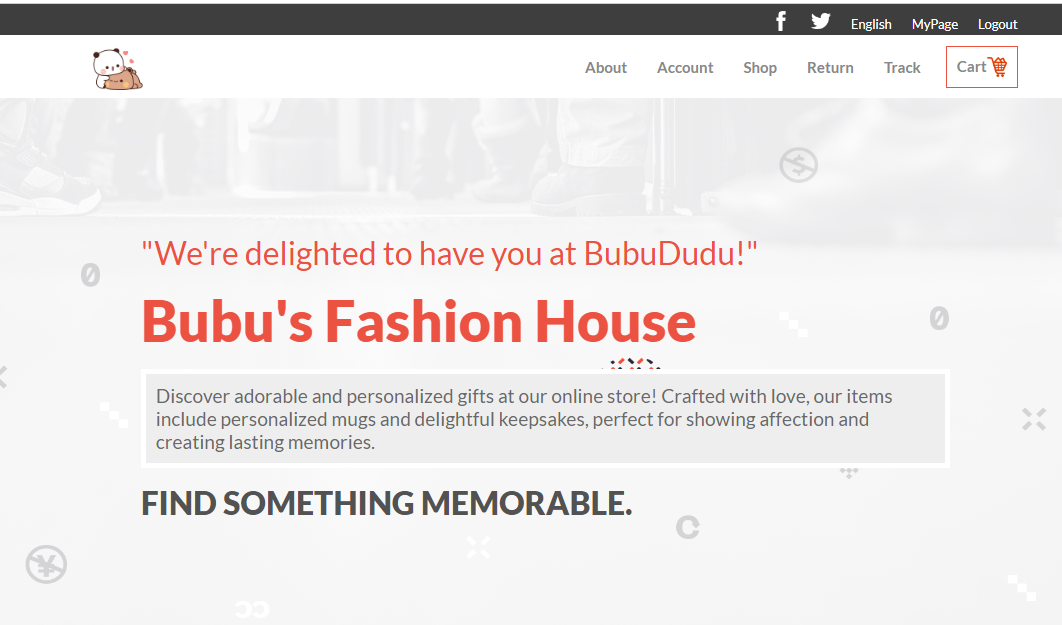 English MyPage Logout
About Account Shop Return Track Cart
"We're delighted to have you at BubuDudu!"
Bubu's Fashion House
Discover adorable and personalized gifts at our online store! Crafted with love, our items
include personalized mugs and delightful keepsakes, perfect for showing affection and
creating lasting memories.
FIND SOMETHING MEMORABLE.